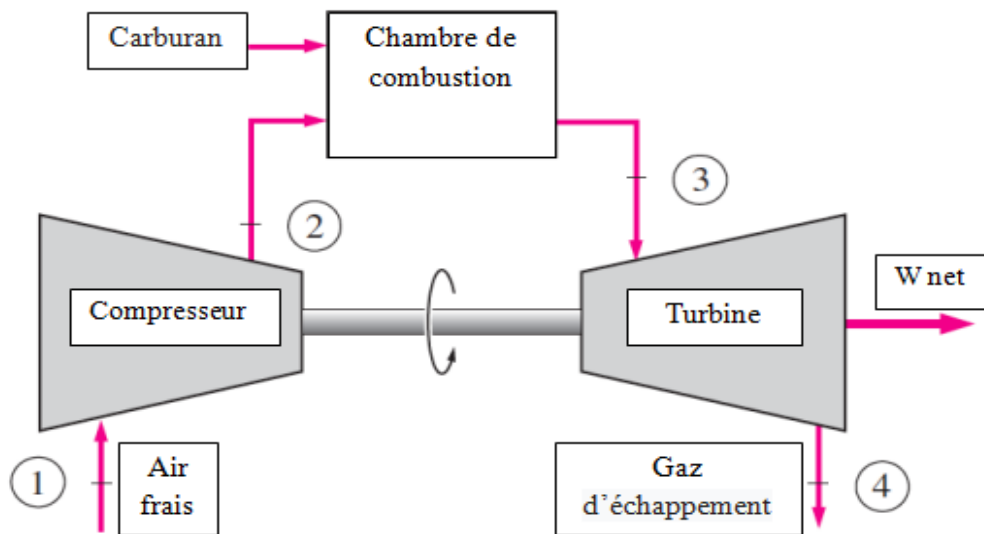 Carburan
Chambre de
combustion
3
2
W net
Compresseur
Turbine
1
Air
frais
Gaz
d'échappement
4